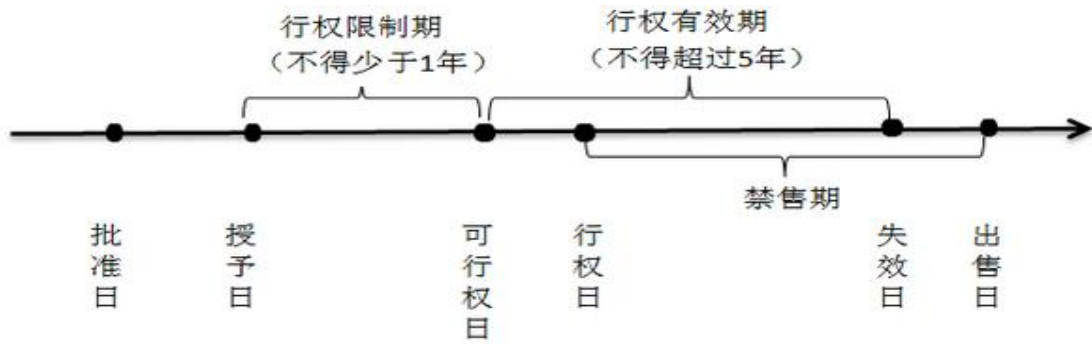 行权限制期
（不得少于1年）
行权有效期
（不得超过5年）
禁售期
批准日
授予日
可行权日
行权日
失效日
出售日